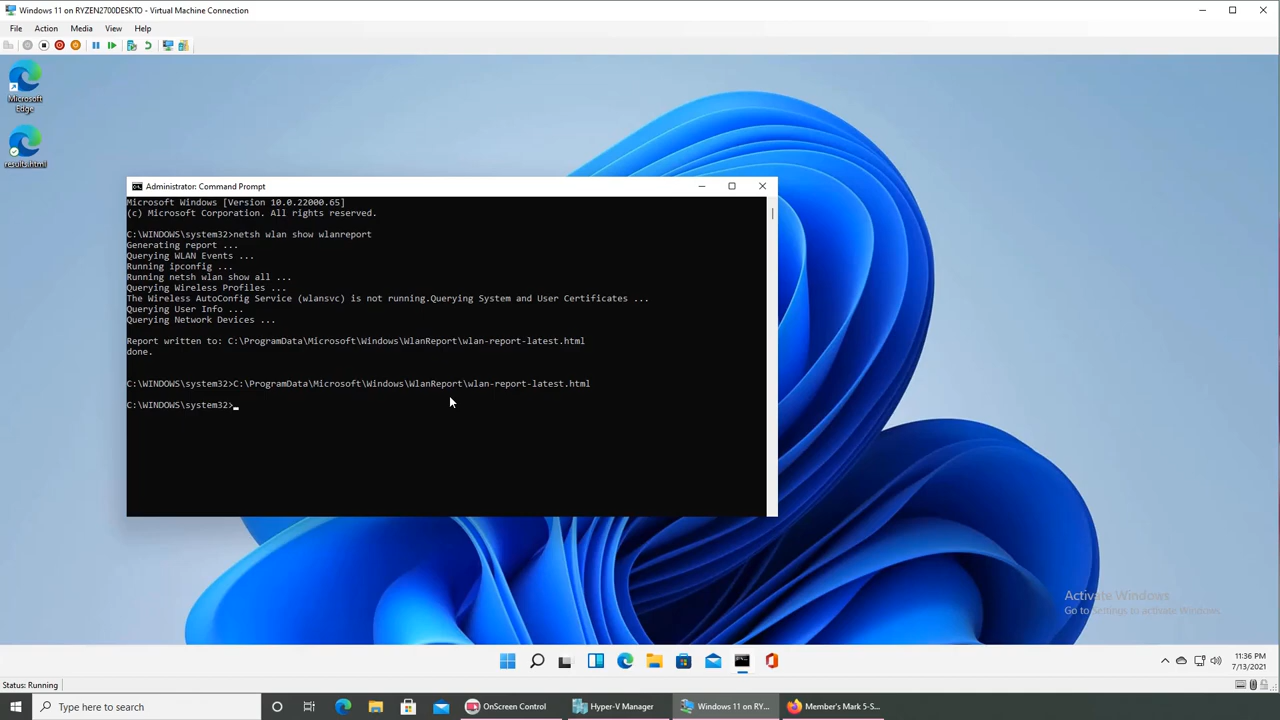 Windows 11 on RYZEN2700DESKTO - Virtual Machine Connection
File Action Media View Help
Microsoft
Edge
results.html
Administrator: Command Prompt
Microsoft Windows [Version 10.0.22000.65]
(c) Microsoft Corporation. All rights reserved.
C:\WINDOWS\system32>netsh wlan show wlanreport
Generating report ...
Querying WLAN Events ...
Running ipconfig ...
Running netsh wlan show all ...
Querying Wireless Profiles ...
The Wireless AutoConfig Service (wlansvc) is not running.Querying System and User Certificates ...
Querying User Info ...
Querying Network Devices ...
Report written to: C:\ProgramData\Microsoft\Windows\WlanReport\wlan-report-latest.html
done.
C:\WINDOWS\system32>C:\ProgramData\Microsoft\Windows\WlanReport\wlan-report-latest.html
C:\WINDOWS\system32>
Activate Windows
Go to Settings to activate Windows.
11:36 PM
7/13/2021
Status: Running
Type here to search
OnScreen Control
Hyper-V Manager
Windows 11 on RY...
Member's Mark 5-S...